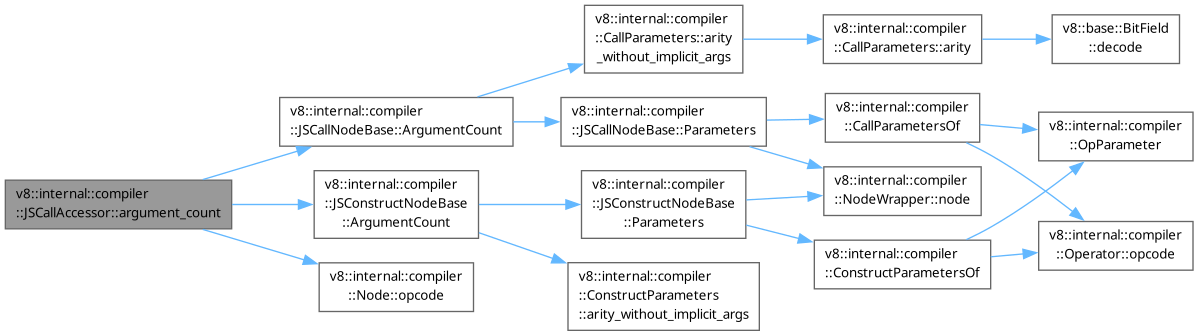 v8::internal::compiler
::JSCallAccessor::argument_count
v8::internal::compiler
::JSCallNodeBase::ArgumentCount
v8::internal::compiler
::CallParameters::arity
_without_implicit_args
v8::internal::compiler
::CallParameters::arity
v8::base::BitField
::decode
v8::internal::compiler
::JSCallNodeBase::Parameters
v8::internal::compiler
::CallParametersOf
v8::internal::compiler
::OpParameter
v8::internal::compiler
::NodeWrapper::node
v8::internal::compiler
::JSConstructNodeBase
::ArgumentCount
v8::internal::compiler
::JSConstructNodeBase
::Parameters
v8::internal::compiler
::ConstructParametersOf
v8::internal::compiler
::Operator::opcode
v8::internal::compiler
::Node::opcode
v8::internal::compiler
::ConstructParameters
::arity_without_implicit_args